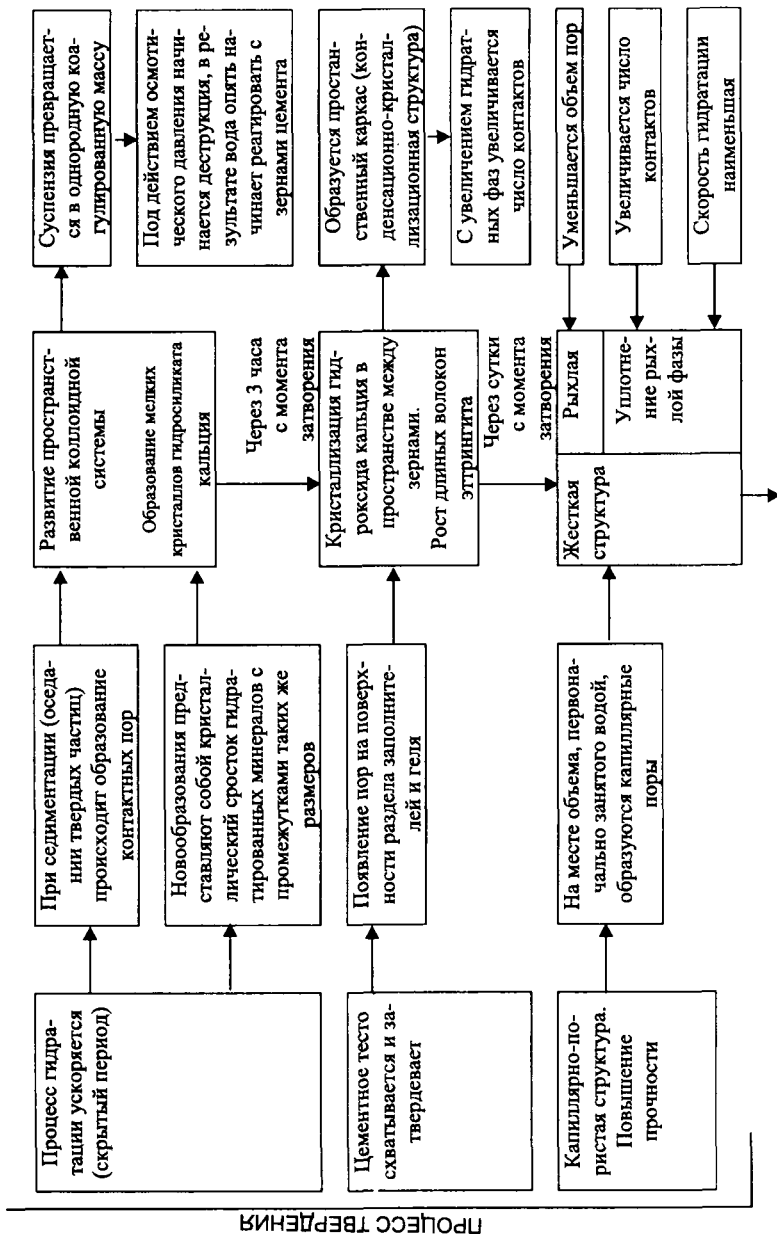 ПРОЦЕСС ТВЕРДЕНИЯ
Процесс гидра-
тации ускоряется
(скрытый период)
При седиментации (оседа-
нии твердых частиц)
происходит образование
контактных пор
Новообразования пред-
ставляют собой кристал-
лический сросток гидра-
тированных минералов с
промежутками таких же
размеров
Развитие пространст-
венной коллоидной
системы
Образование мелких
кристаллов гидросиликата
кальция
Суспензия превращает-
ся в однородную коа-
гулированную массу
Под действием осмоти-
ческого давления начи-
нается деструкция, в ре-
зультате вода опять на-
чинает реагировать с
зернами цемента
Через 3 часа
с момента
затворения
Цементное тесто
схватывается и за-
твердевает
Появление пор на поверх-
ности раздела заполните-
лей и геля
Кристаллизация гид-
роксида кальция в
пространстве между
зернами.
Рост длиных волокон
эттрингита
Образуется простан-
ственный каркас (кон-
денсационно-кристал-
лизационная структура)
С увеличением гидрат-
ных фаз увеличивается
число контактов
Через сутки
с момента
затворения
Капиллярно-по-
ристая структура.
Повышение
прочности
На месте объема, первона-
чально занятого водой,
образуются капиллярные
поры
Жесткая
структура
Рыхлая
Уплотне-
ние рых-
лой фазы
Уменьшается объем пор
Увеличивается число
контактов
Скорость гидратации
наименьшая